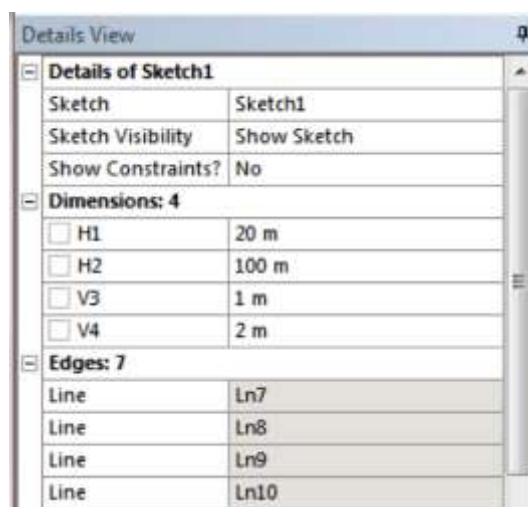 Details View
Details of Sketch1
Sketch Sketch1
Sketch Visibility Show Sketch
Show Constraints? No
Dimensions: 4
H1 20 m
H2 100 m
V3 1 m
V4 2 m
Edges: 7
Line Ln7
Line Ln8
Line Ln9
Line Ln10